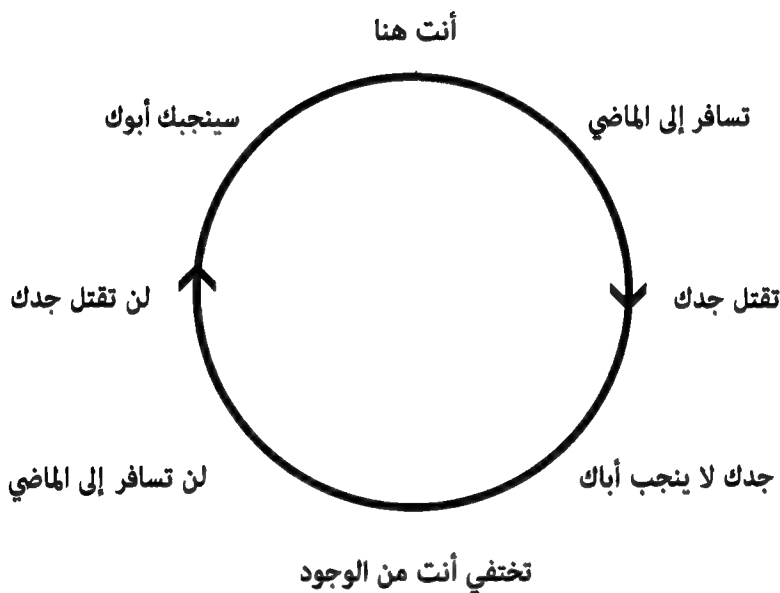 أنت هنا
تسافر إلى الماضي
تقتل جدك
جدك لا ينجب أباك
تختفي أنت من الوجود
لن تسافر إلى الماضي
لن تقتل جدك
سينجبك أبوك